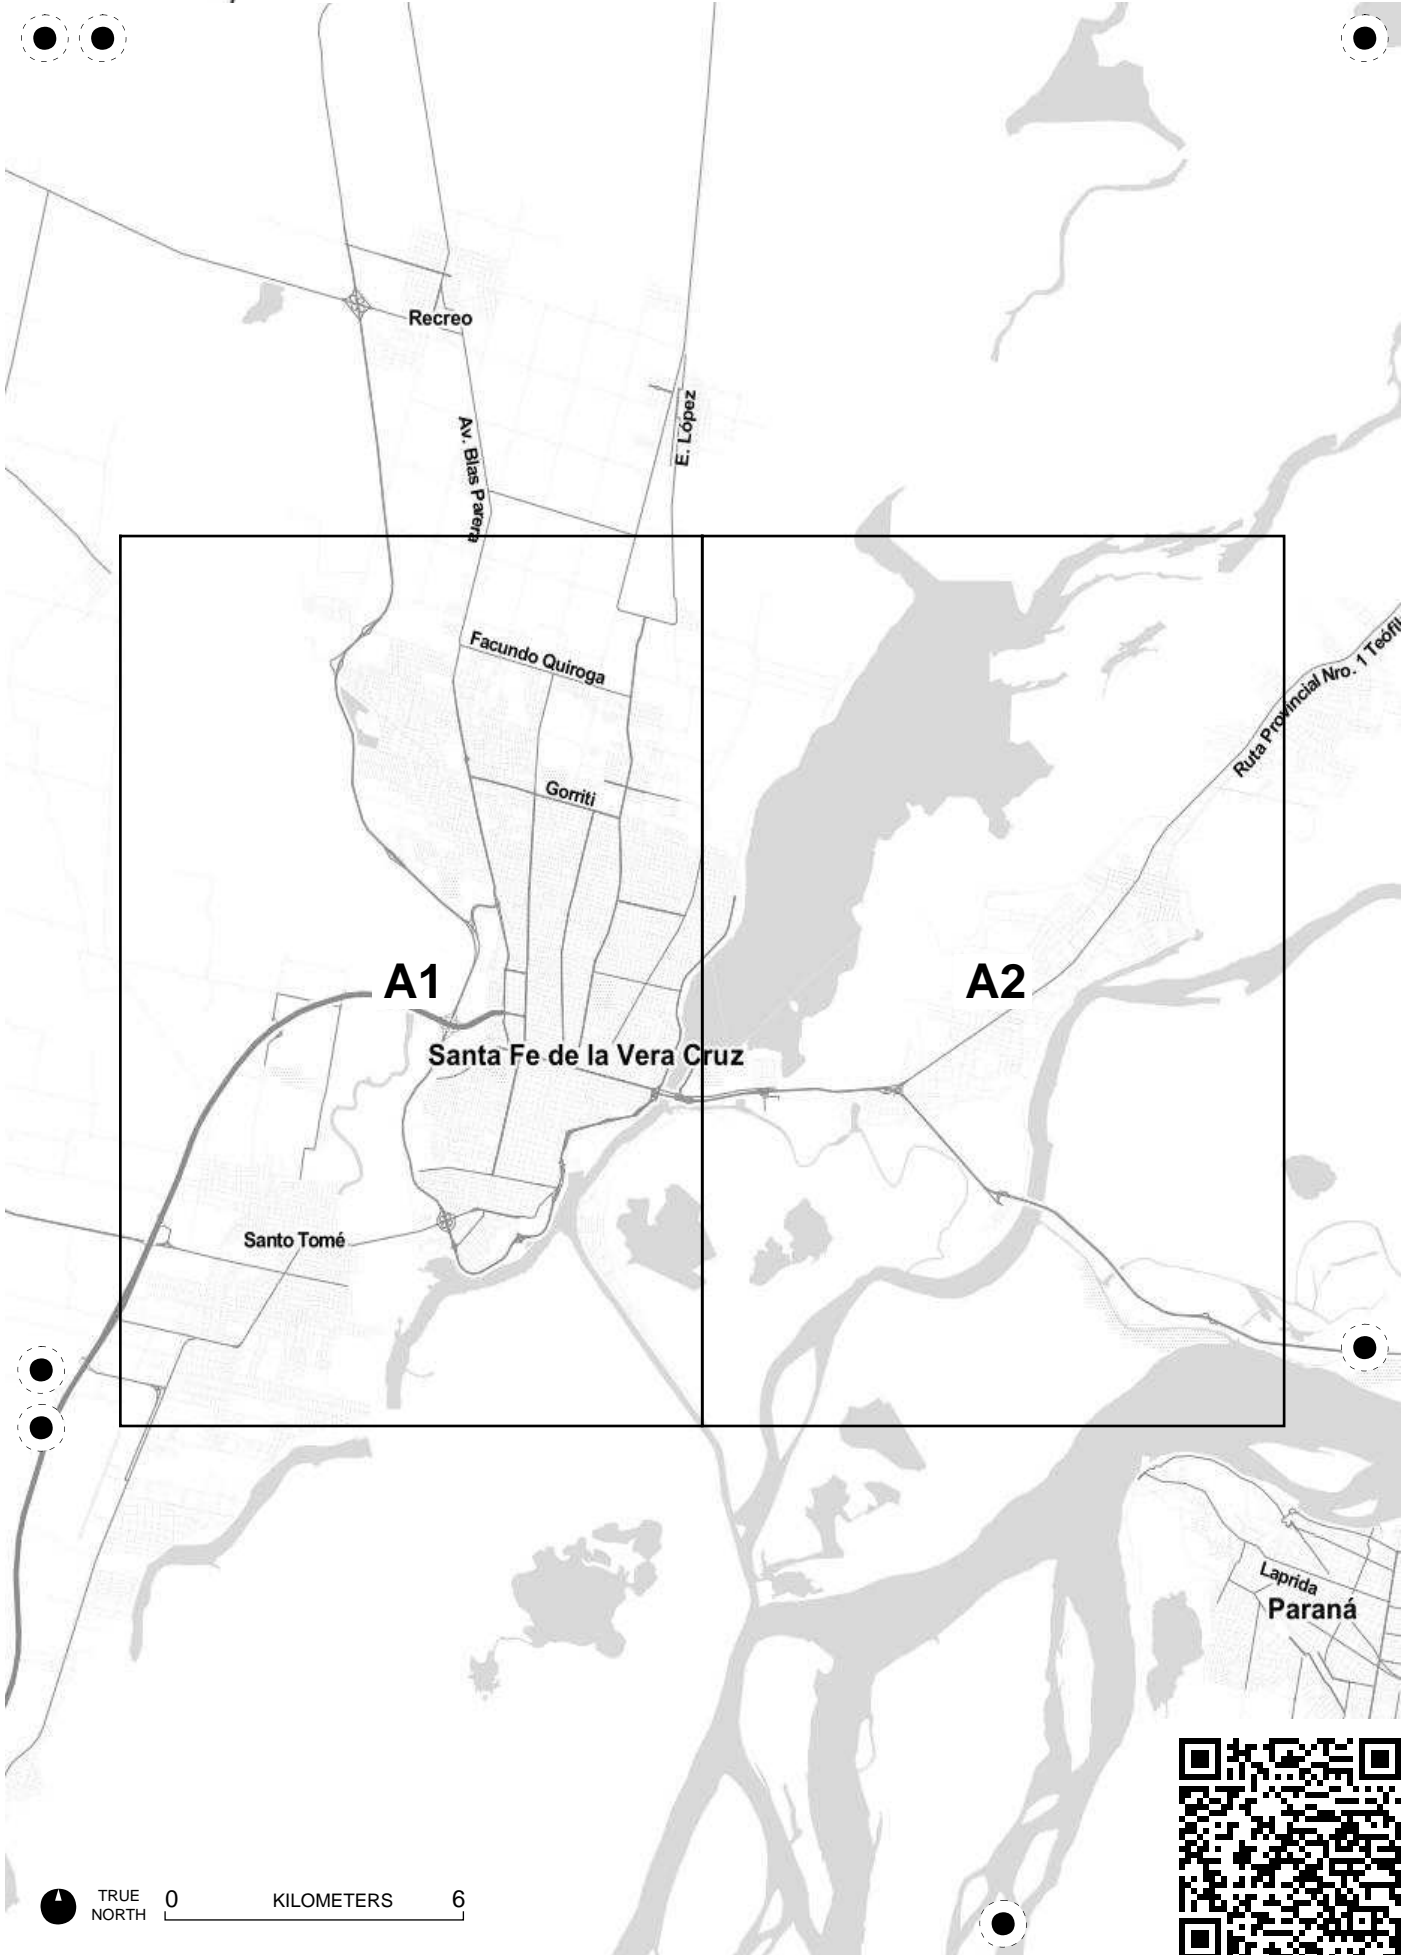 Recreo
E. López
Av. Blas Parera
Facundo Quiroga
Ruta Provincial Nro. 1 Teófil
Gorriti
A1
A2
Santa Fe de la Vera Cruz
Santo Tomé
Laprida
Paraná
TRUE
NORTH
0 KILOMETERS 6